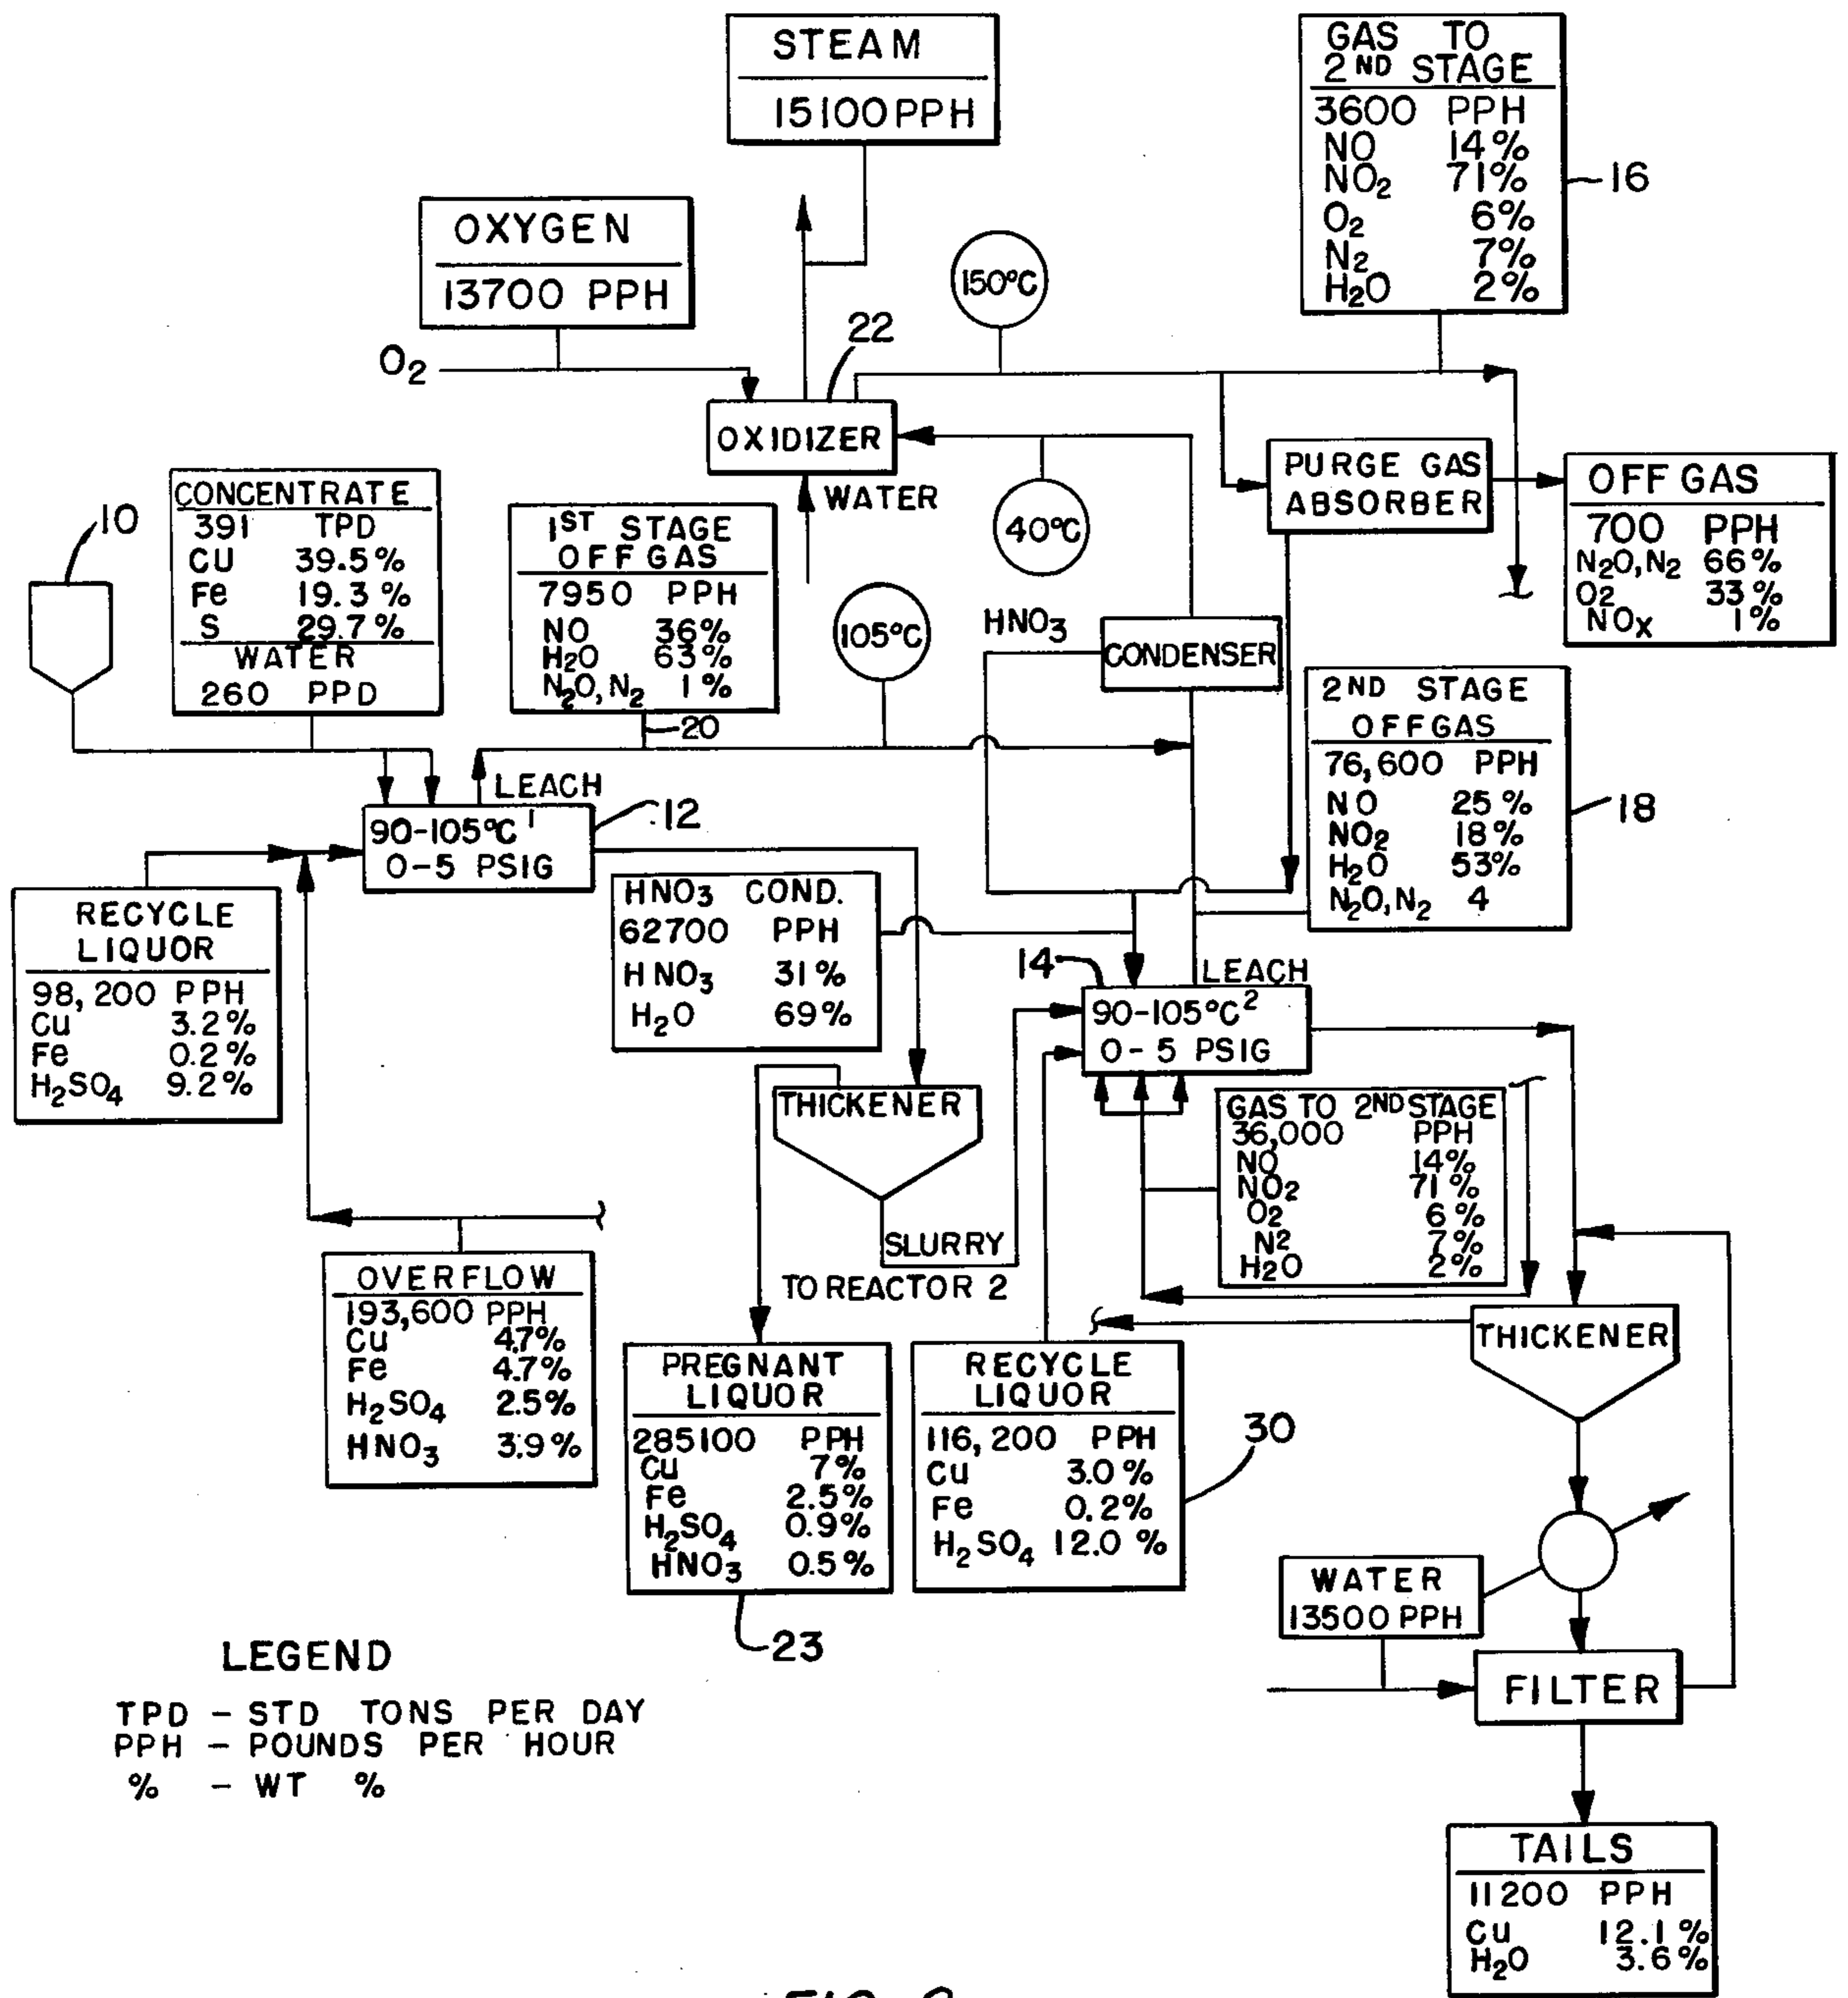 STEAM
15100 PPH
GAS TO
2ND STAGE
3600 PPH
NO 14%
NO2 71%
O2 6%
N2 7%
H2O 2%
16
OXYGEN
13700 PPH
150°C
O2
22
OXIDIZER
WATER
40°C
PURGE GAS
ABSORBER
OFF GAS
700 PPH
N2O,N2 66%
O2 33%
NOX 1%
10
CONCENTRATE
391 TPD
CU 39.5%
Fe 19.3%
S 29.7%
WATER
260 PPD
1ST STAGE
OFF GAS
7950 PPH
NO 36%
H2O 63%
N2O,N2 1%
20
105°C
HNO3
CONDENSER
2ND STAGE
OFFGAS
76,600 PPH
NO 25%
NO2 18%
H2O 53%
N2O,N2 4
18
LEACH
90-105°C 1
0-5 PSIG
12
RECYCLE
LIQUOR
98,200 PPH
Cu 3.2%
Fe 0.2%
H2SO4 9.2%
HNO3 COND.
62700 PPH
HNO3 31%
H2O 69%
14
LEACH
90-105°C 2
0-5 PSIG
THICKENER
SLURRY
TO REACTOR 2
GAS TO 2ND STAGE
36,000 PPH
NO 14%
NO2 71%
O2 6%
N2 7%
H2O 2%
OVERFLOW
193,600 PPH
Cu 4.7%
Fe 4.7%
H2SO4 2.5%
HNO3 3.9%
PREGNANT
LIQUOR
285100 PPH
Cu 7%
Fe 2.5%
H2SO4 0.9%
HNO3 0.5%
23
RECYCLE
LIQUOR
116,200 PPH
Cu 3.0%
Fe 0.2%
H2SO4 12.0%
30
THICKENER
WATER
13500 PPH
FILTER
TAILS
11200 PPH
Cu 12.1%
H2O 3.6%
LEGEND
TPD - STD TONS PER DAY
PPH - POUNDS PER HOUR
% - WT %